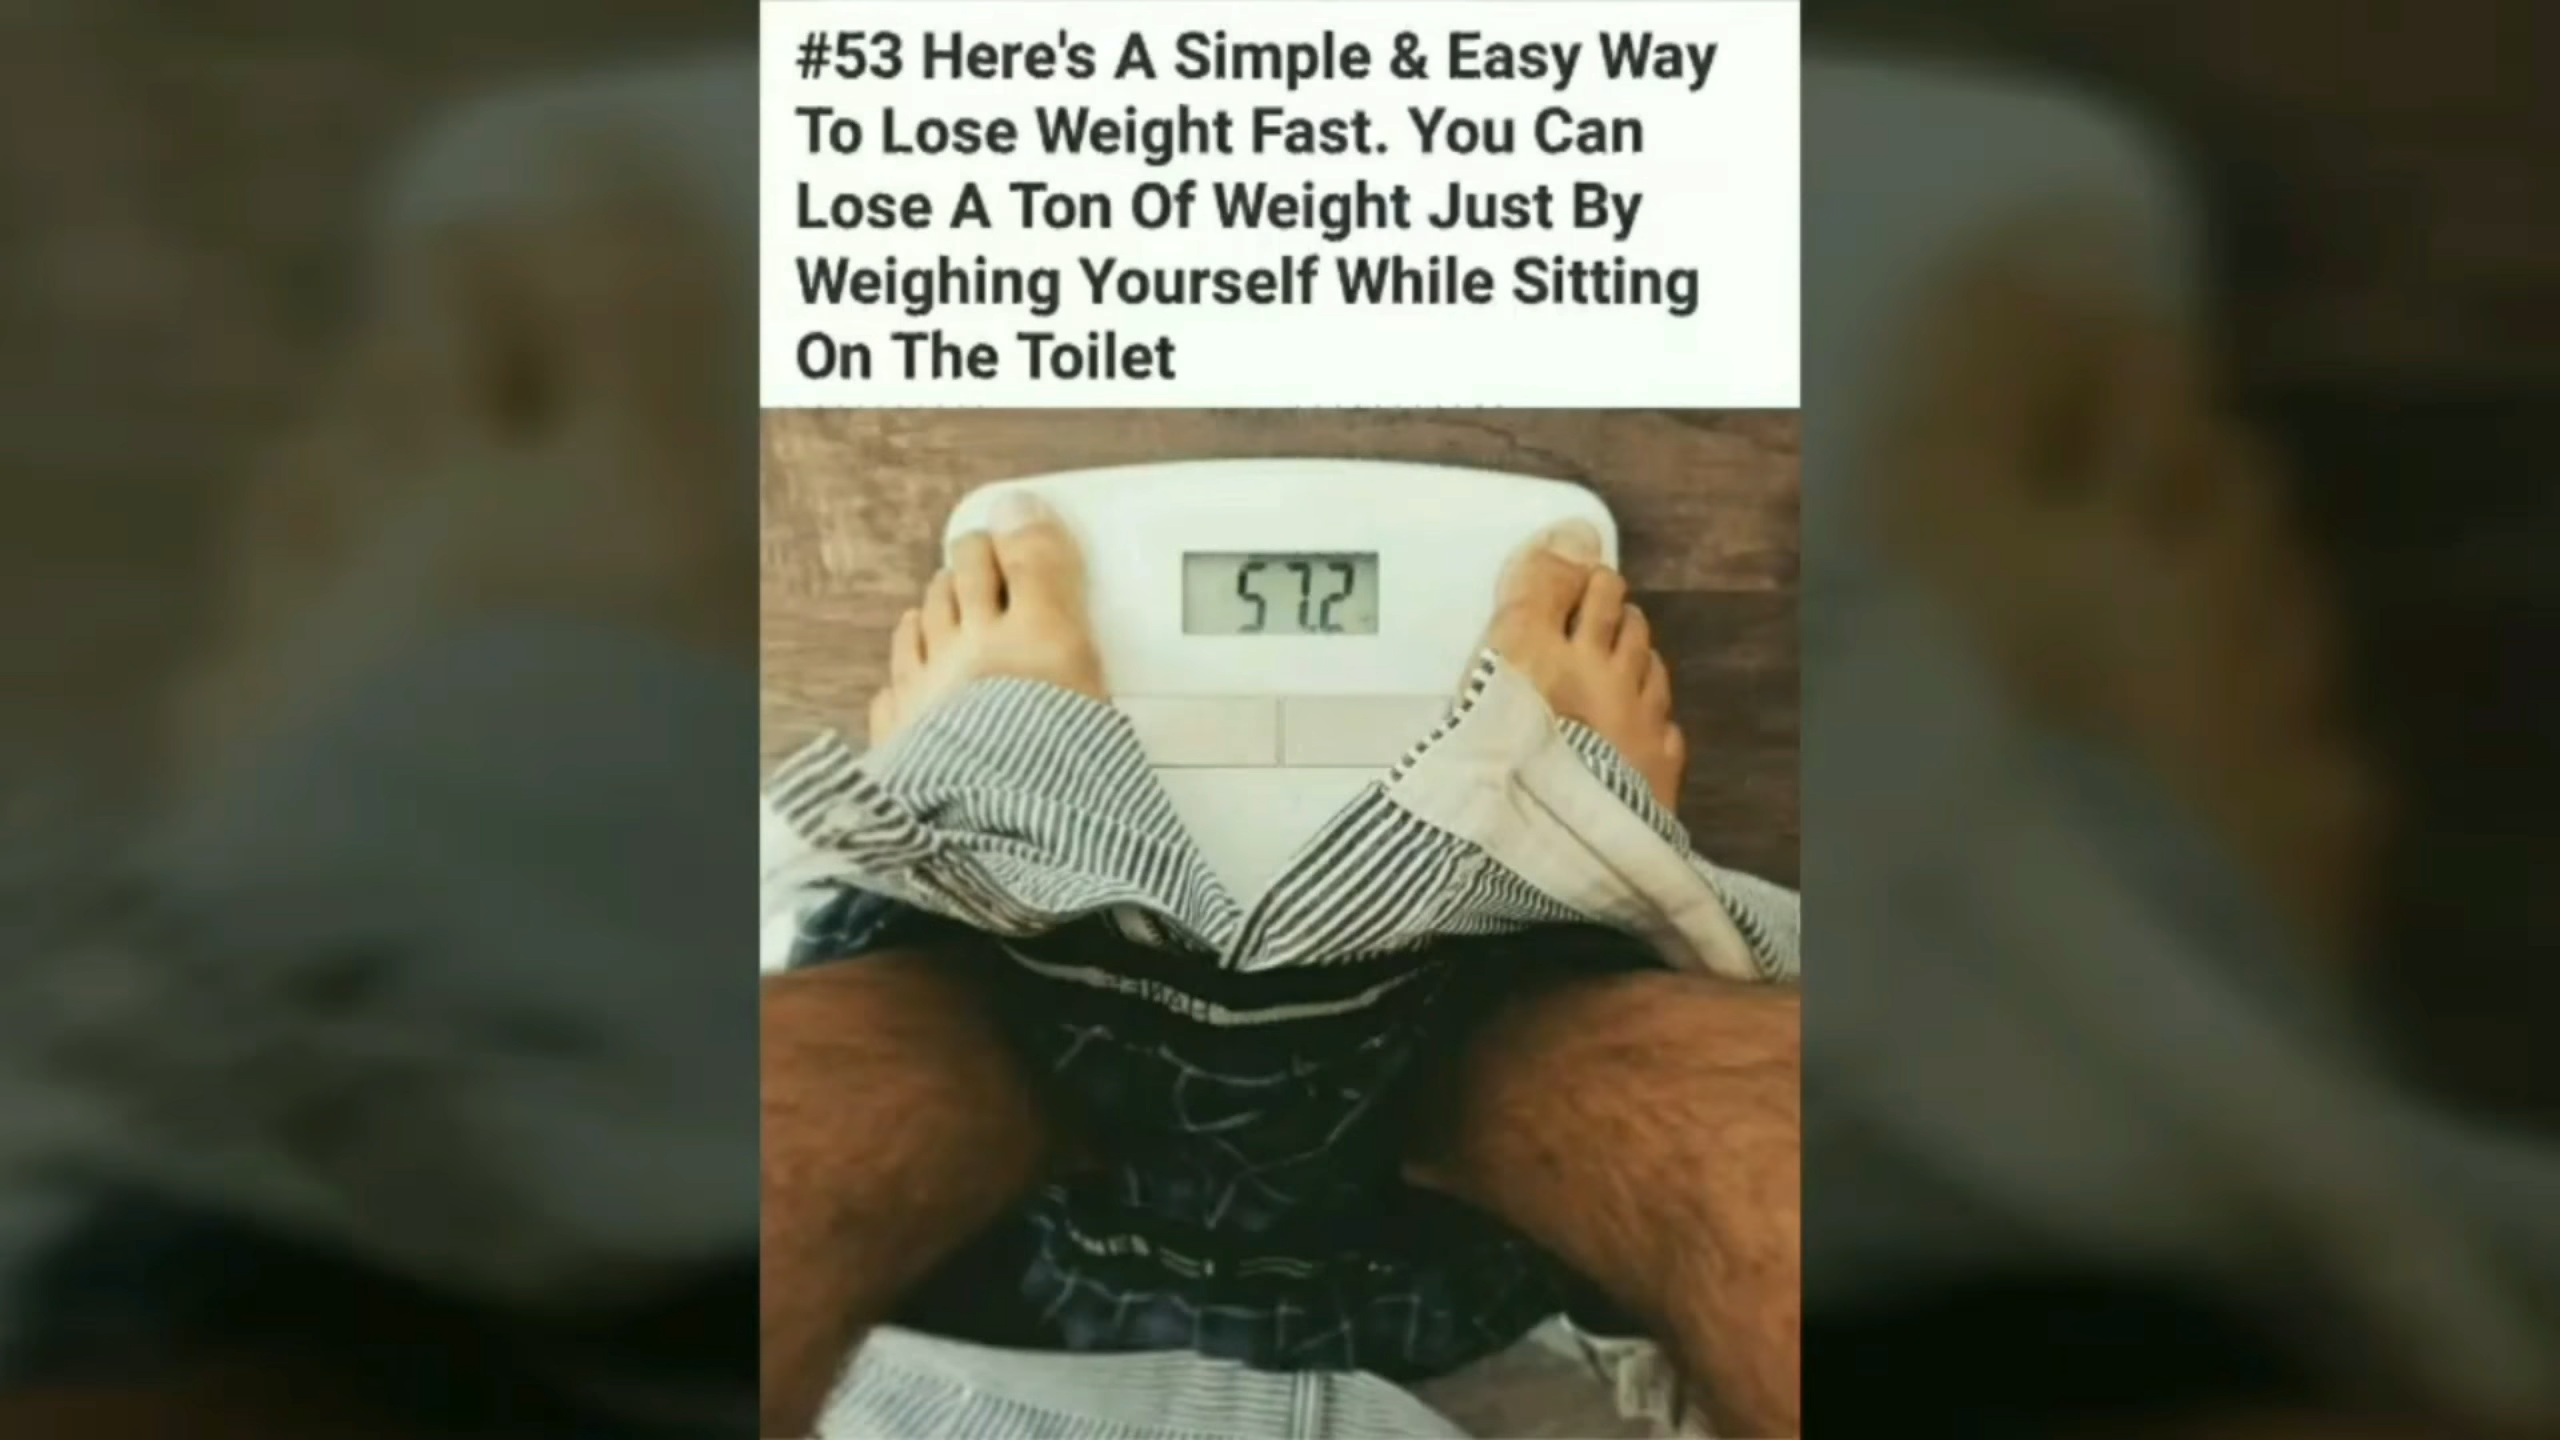 #53 Here's A Simple & Easy Way
To Lose Weight Fast. You Can
Lose A Ton Of Weight Just By
Weighing Yourself While Sitting
On The Toilet
57.2